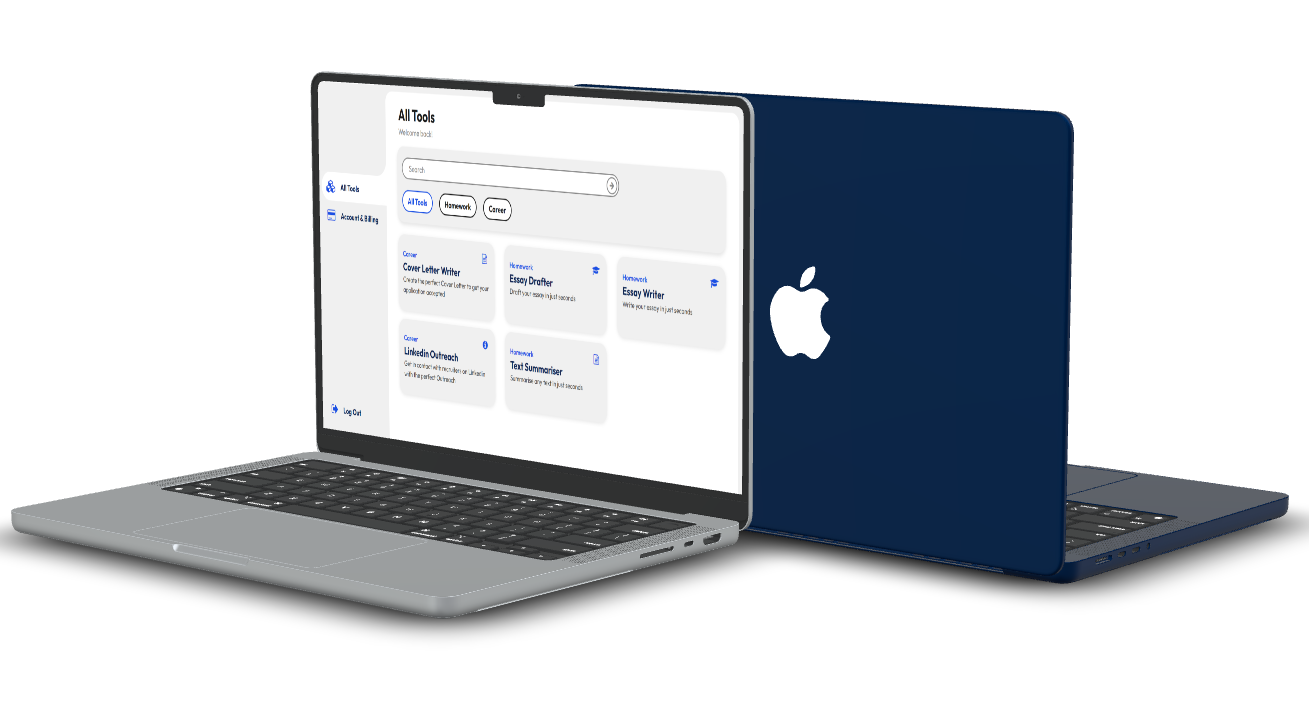 All Tools
Welcome back
Search
All Tools
Homework
Career
All Tools
Account & Billing
Career
Cover Letter Writer
Create the perfect Cover Letter to get your
application accepted
Homework
Essay Drafter
Draft your essay in just seconds
Homework
Essay Writer
Write your essay in just seconds
Career
Linkedin Outreach
Get in contact with recruiters on Linkedin
with the perfect Outreach
Homework
Text Summariser
Summarise any text in just seconds
Log Out